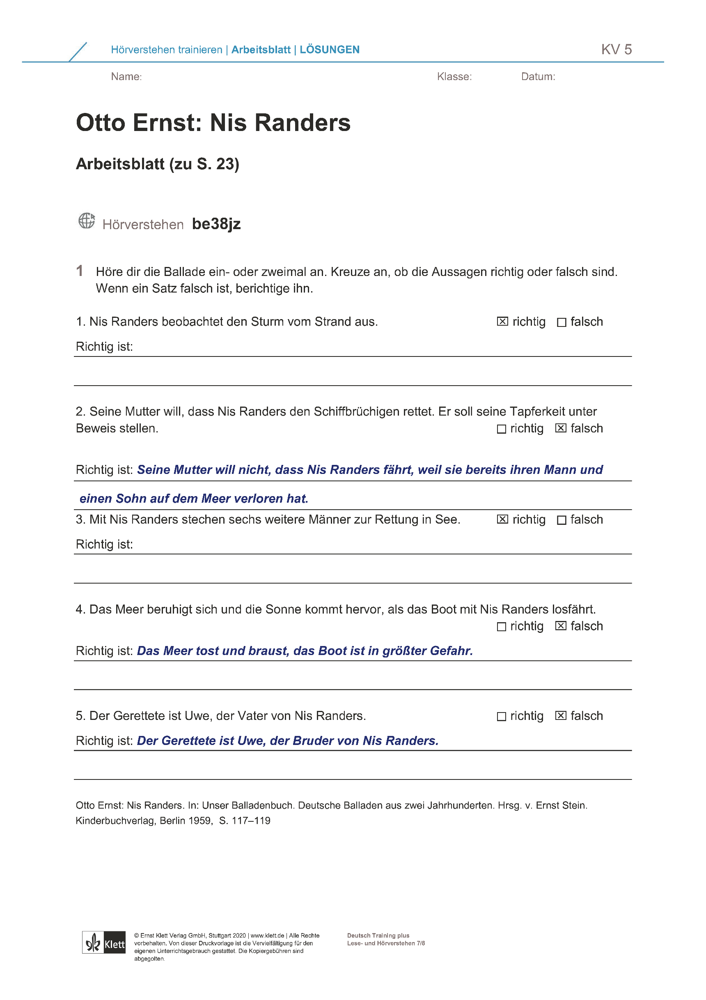 Hörverstehen trainieren | Arbeitsblatt | LÖSUNGEN KV 5
Name: Klasse: Datum:
Otto Ernst: Nis Randers
Arbeitsblatt (zu S. 23)
Hörverstehen be38jz
1 Höre dir die Ballade ein- oder zweimal an. Kreuze an, ob die Aussagen richtig oder falsch sind.
Wenn ein Satz falsch ist, berichtige ihn.
1. Nis Randers beobachtet den Sturm vom Strand aus. ☒ richtig ☐ falsch
Richtig ist:
2. Seine Mutter will, dass Nis Randers den Schiffbrüchigen rettet. Er soll seine Tapferkeit unter
Beweis stellen. ☐ richtig ☒ falsch
Richtig ist: Seine Mutter will nicht, dass Nis Randers fährt, weil sie bereits ihren Mann und
einen Sohn auf dem Meer verloren hat.
3. Mit Nis Randers stechen sechs weitere Männer zur Rettung in See. ☒ richtig ☐ falsch
Richtig ist:
4. Das Meer beruhigt sich und die Sonne kommt hervor, als das Boot mit Nis Randers losfährt.
☐ richtig ☒ falsch
Richtig ist: Das Meer tost und braust, das Boot ist in größter Gefahr.
5. Der Gerettete ist Uwe, der Vater von Nis Randers. ☐ richtig ☒ falsch
Richtig ist: Der Gerettete ist Uwe, der Bruder von Nis Randers.
Otto Ernst: Nis Randers. In: Unser Balladenbuch. Deutsche Balladen aus zwei Jahrhunderten. Hrsg. v. Ernst Stein.
Kinderbuchverlag, Berlin 1959, S. 117–119
Klett
© Ernst Klett Verlag GmbH, Stuttgart 2020 | www.klett.de | Alle Rechte
vorbehalten. Von dieser Druckvorlage ist die Vervielfältigung für den
eigenen Unterrichtsgebrauch gestattet. Die Kopiergebühren sind
abgegolten.
Deutsch Training plus
Lese- und Hörverstehen 7/8